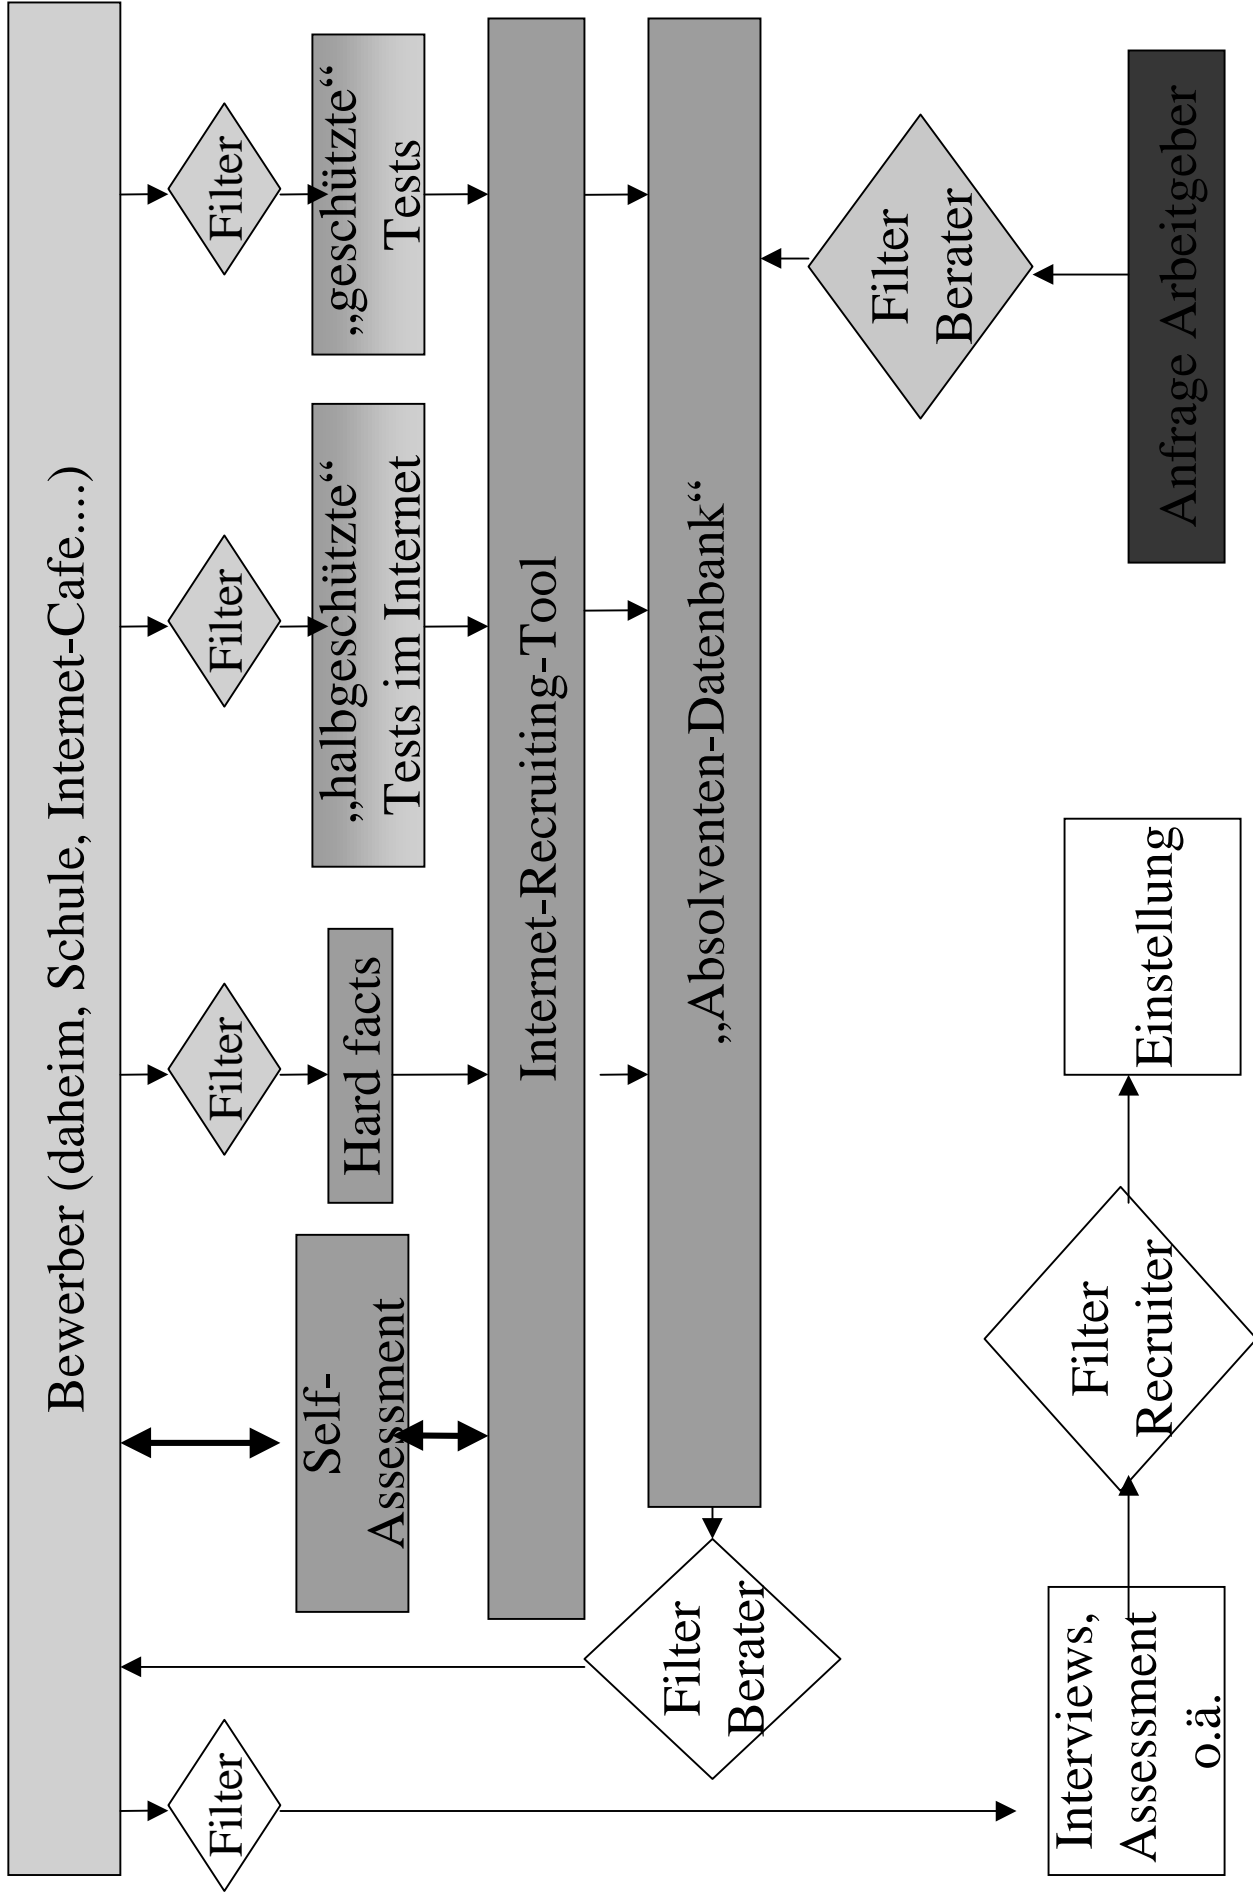 Bewerber (daheim, Schule, Internet-Cafe....)
Filter
Filter
Filter
Filter
Self-
Assessment
Hard facts
„halbgeschützte“
Tests im Internet
„geschützte“
Tests
Internet-Recruiting-Tool
„Absolventen-Datenbank“
Filter
Berater
Filter
Berater
Interviews,
Assessment
o.ä.
Filter
Recruiter
Einstellung
Anfrage Arbeitgeber